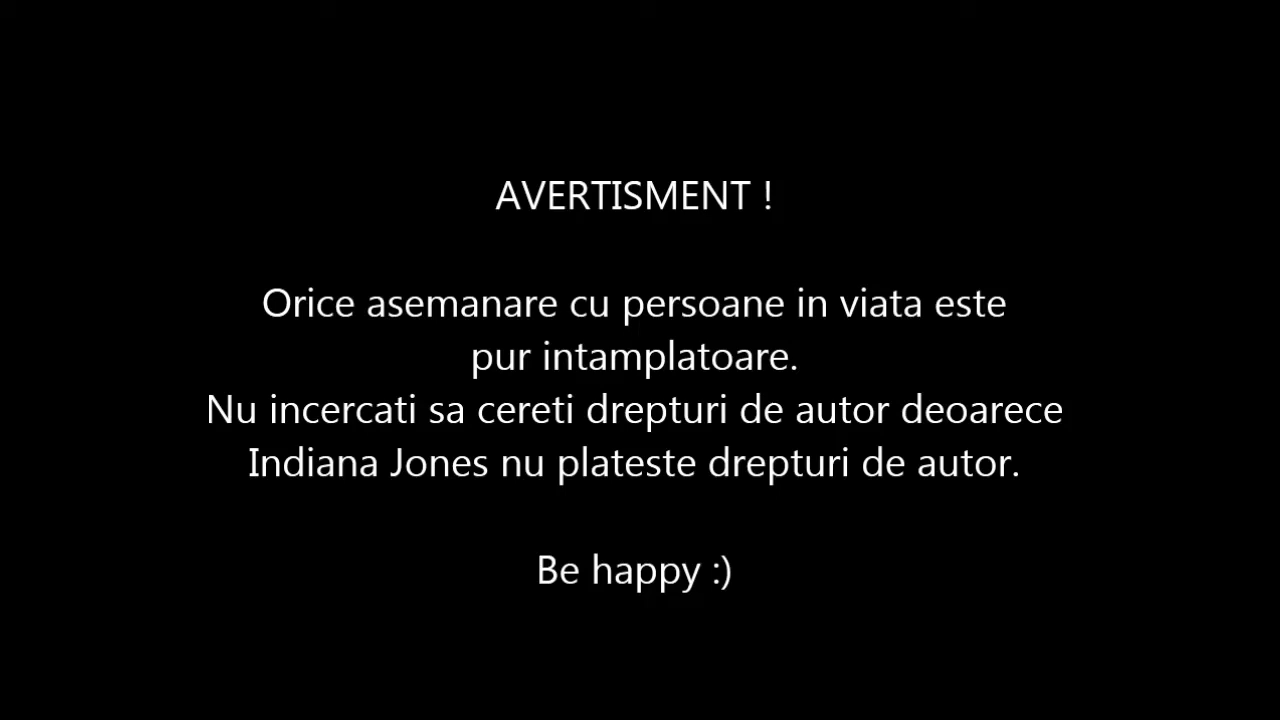 AVERTISMENT !
Orice asemanare cu persoane in viata este
pur intamplatoare.
Nu incercati sa cereti drepturi de autor deoarece
Indiana Jones nu plateste drepturi de autor.
Be happy :)